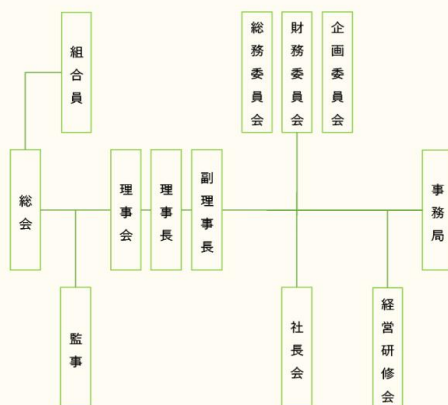 組合員
総務委員会
財務委員会
企画委員会
総会
理事会
理事長
副理事長
事務局
監事
社長会
経営研修会